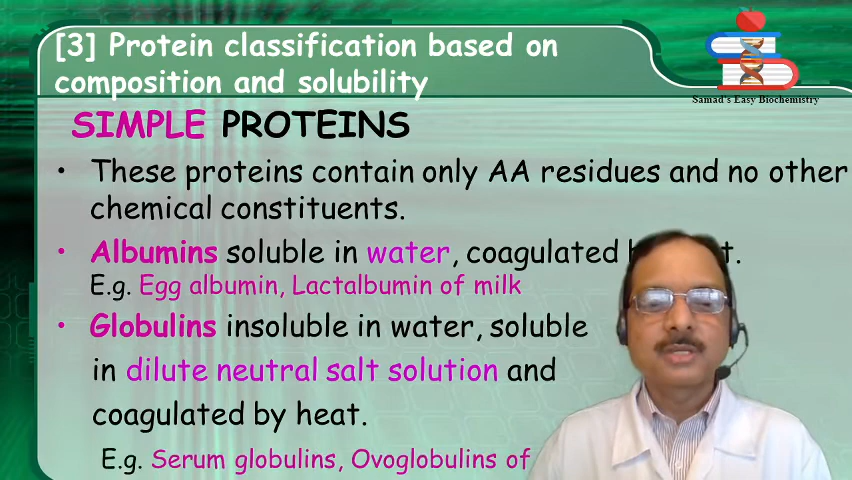 [3] Protein classification based on
composition and solubility
Samad's Easy Biochemistry
SIMPLE PROTEINS
• These proteins contain only AA residues and no other
chemical constituents.
• Albumins soluble in water, coagulated
E.g. Egg albumin, Lactalbumin of milk
• Globulins insoluble in water, soluble
in dilute neutral salt solution and
coagulated by heat.
E.g. Serum globulins, Ovoglobulins of